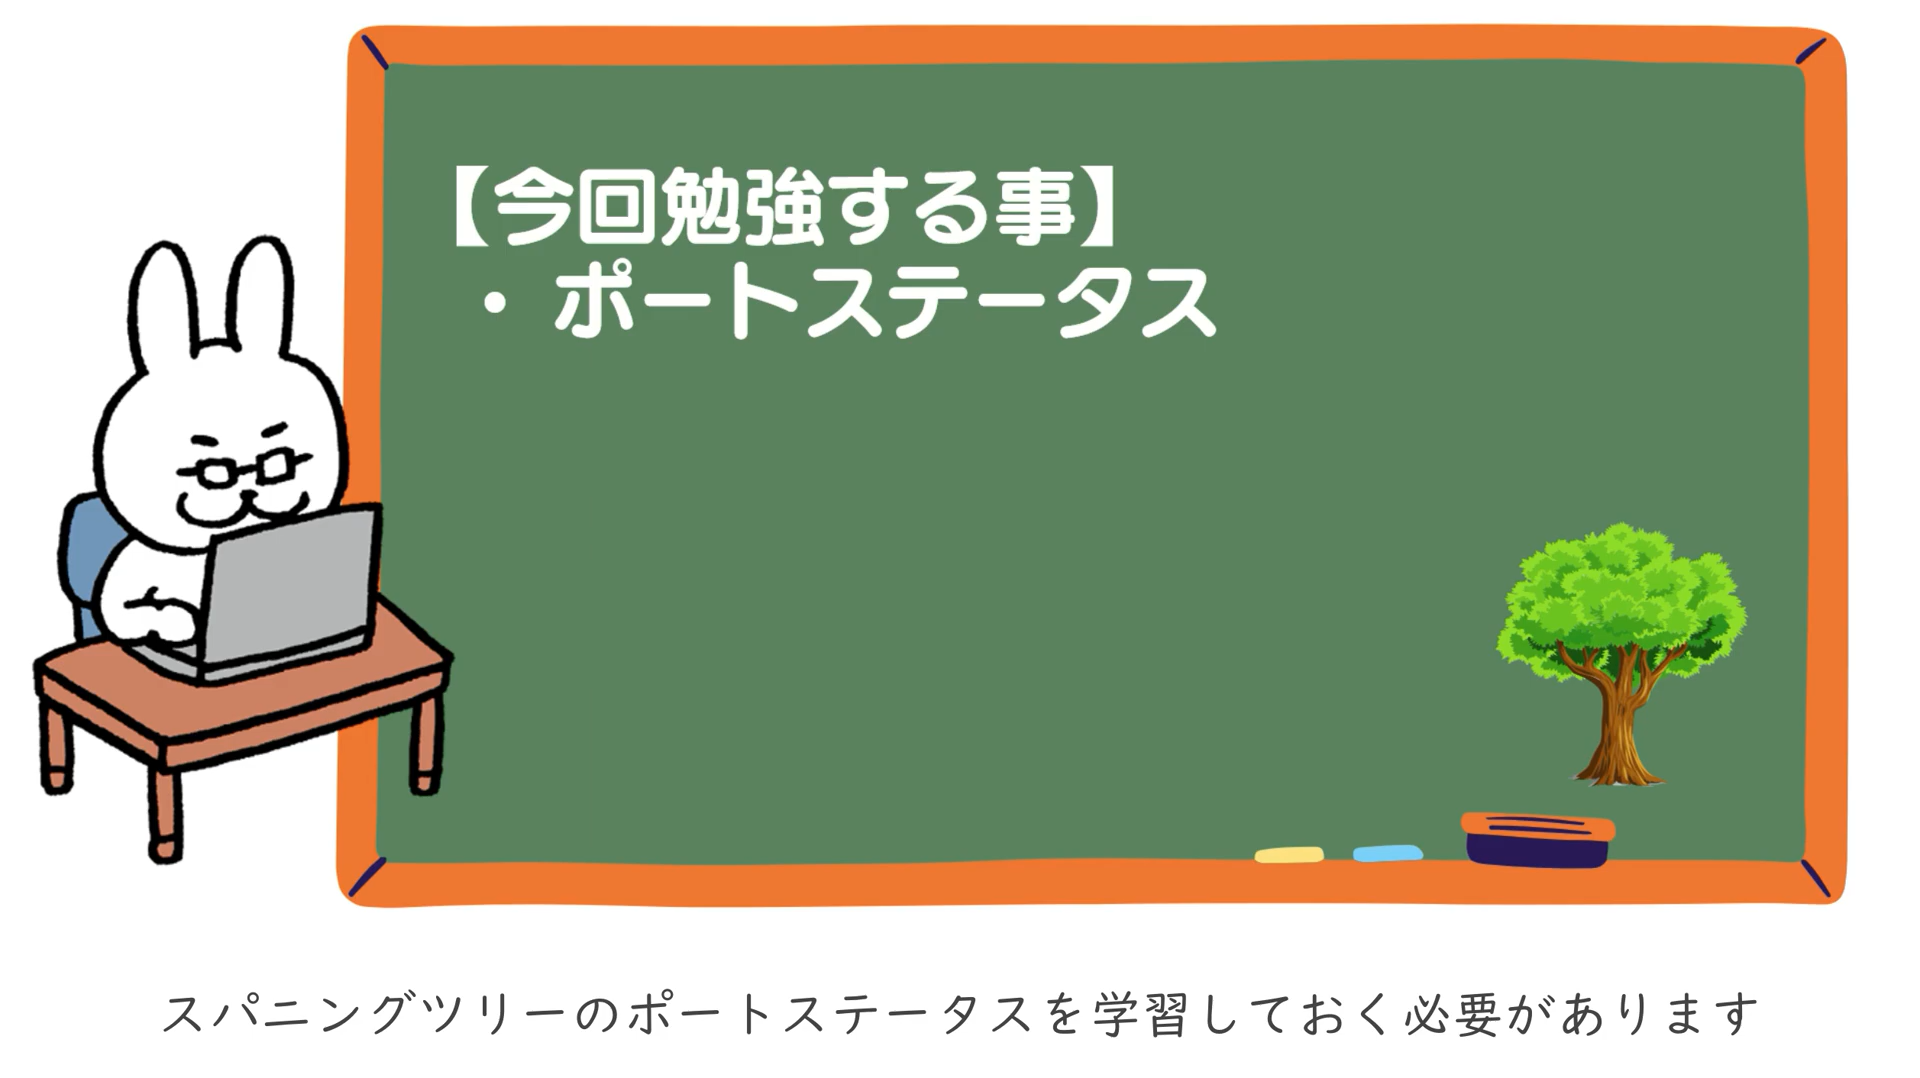 【今回勉強する事】
・ポートステータス
スパニングツリーのポートステータスを学習しておく必要があります